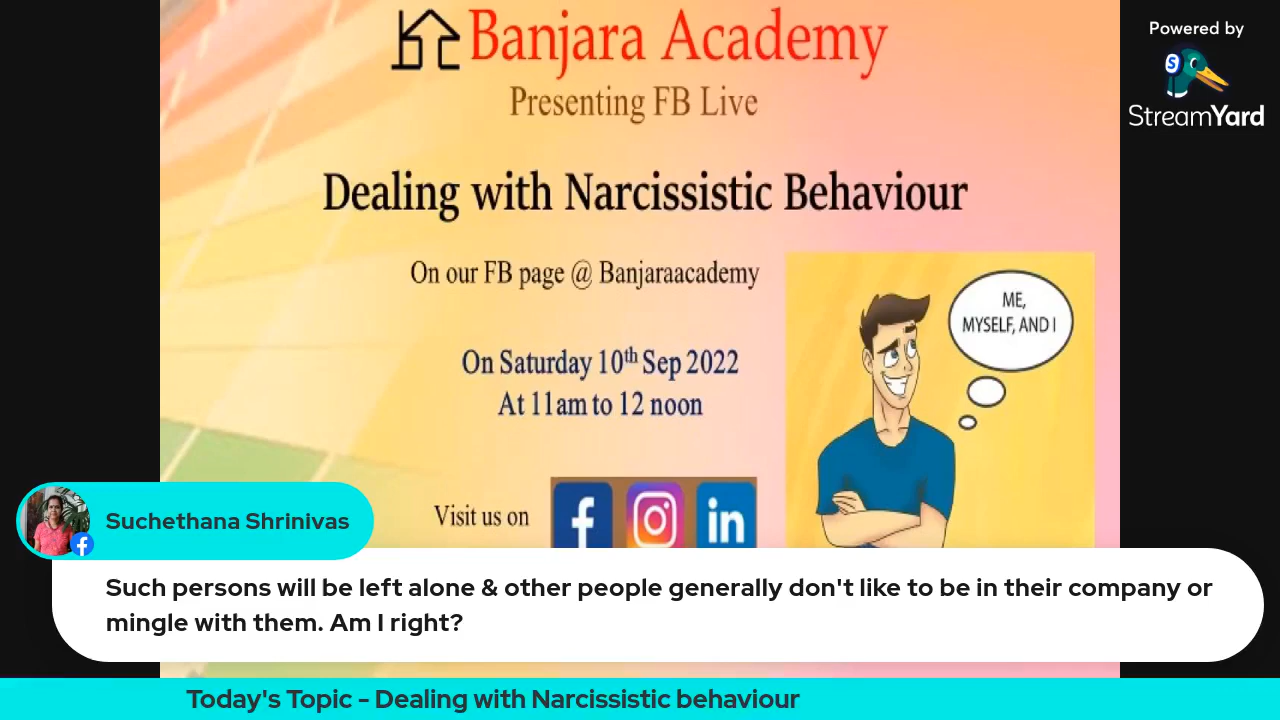 Banjara Academy
Presenting FB Live
Powered by
StreamYard
Dealing with Narcissistic Behaviour
On our FB page @ Banjaraacademy
ME,
MYSELF, AND I
On Saturday 10th Sep 2022
At 11am to 12 noon
Visit us on
Suchethana Shrinivas
Such persons will be left alone & other people generally don't like to be in their company or
mingle with them. Am I right?
Today's Topic - Dealing with Narcissistic behaviour